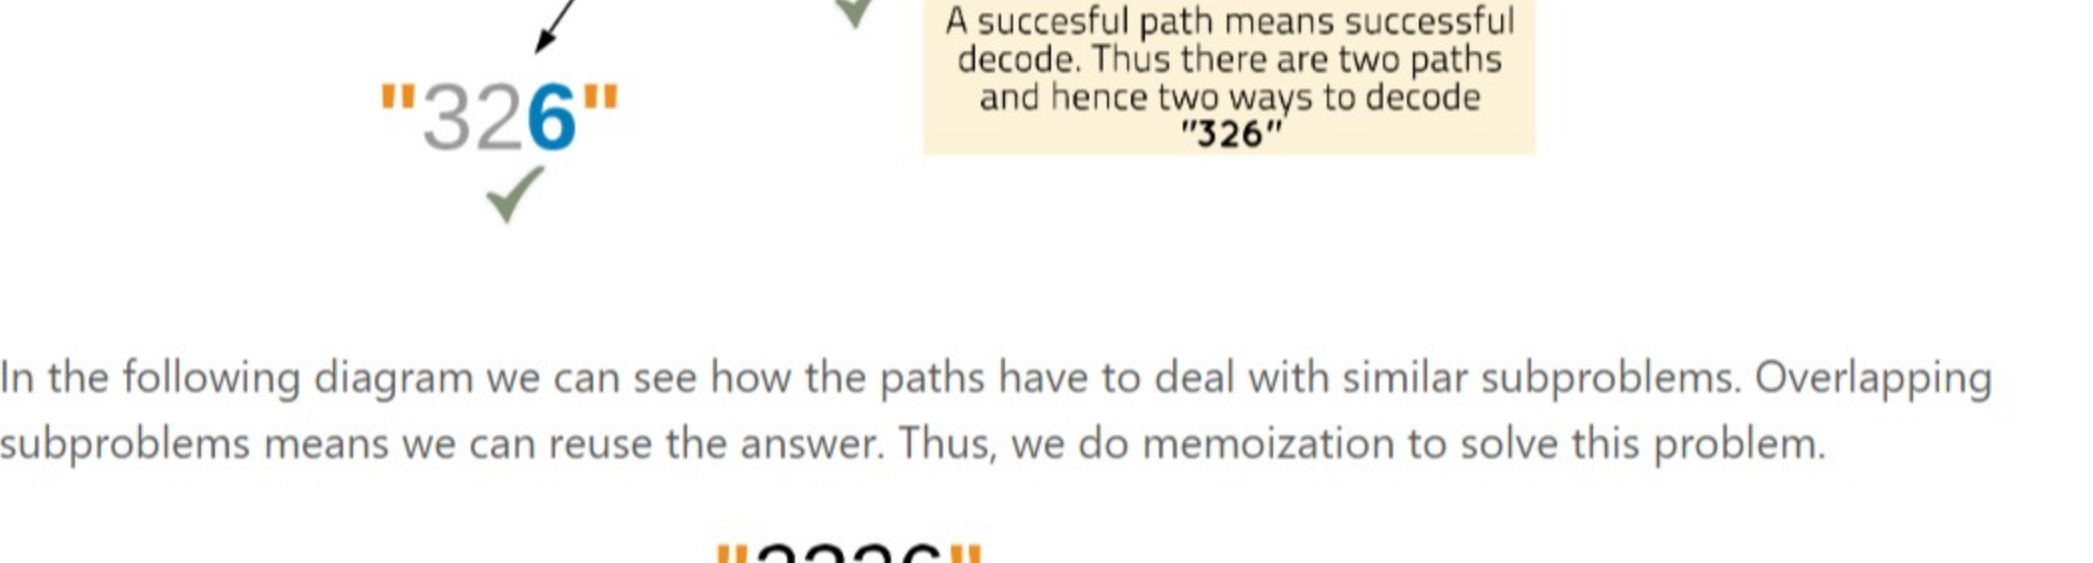 A succesful path means successful
decode. Thus there are two paths
and hence two ways to decode
"326"
"326"
In the following diagram we can see how the paths have to deal with similar subproblems. Overlapping
subproblems means we can reuse the answer. Thus, we do memoization to solve this problem.